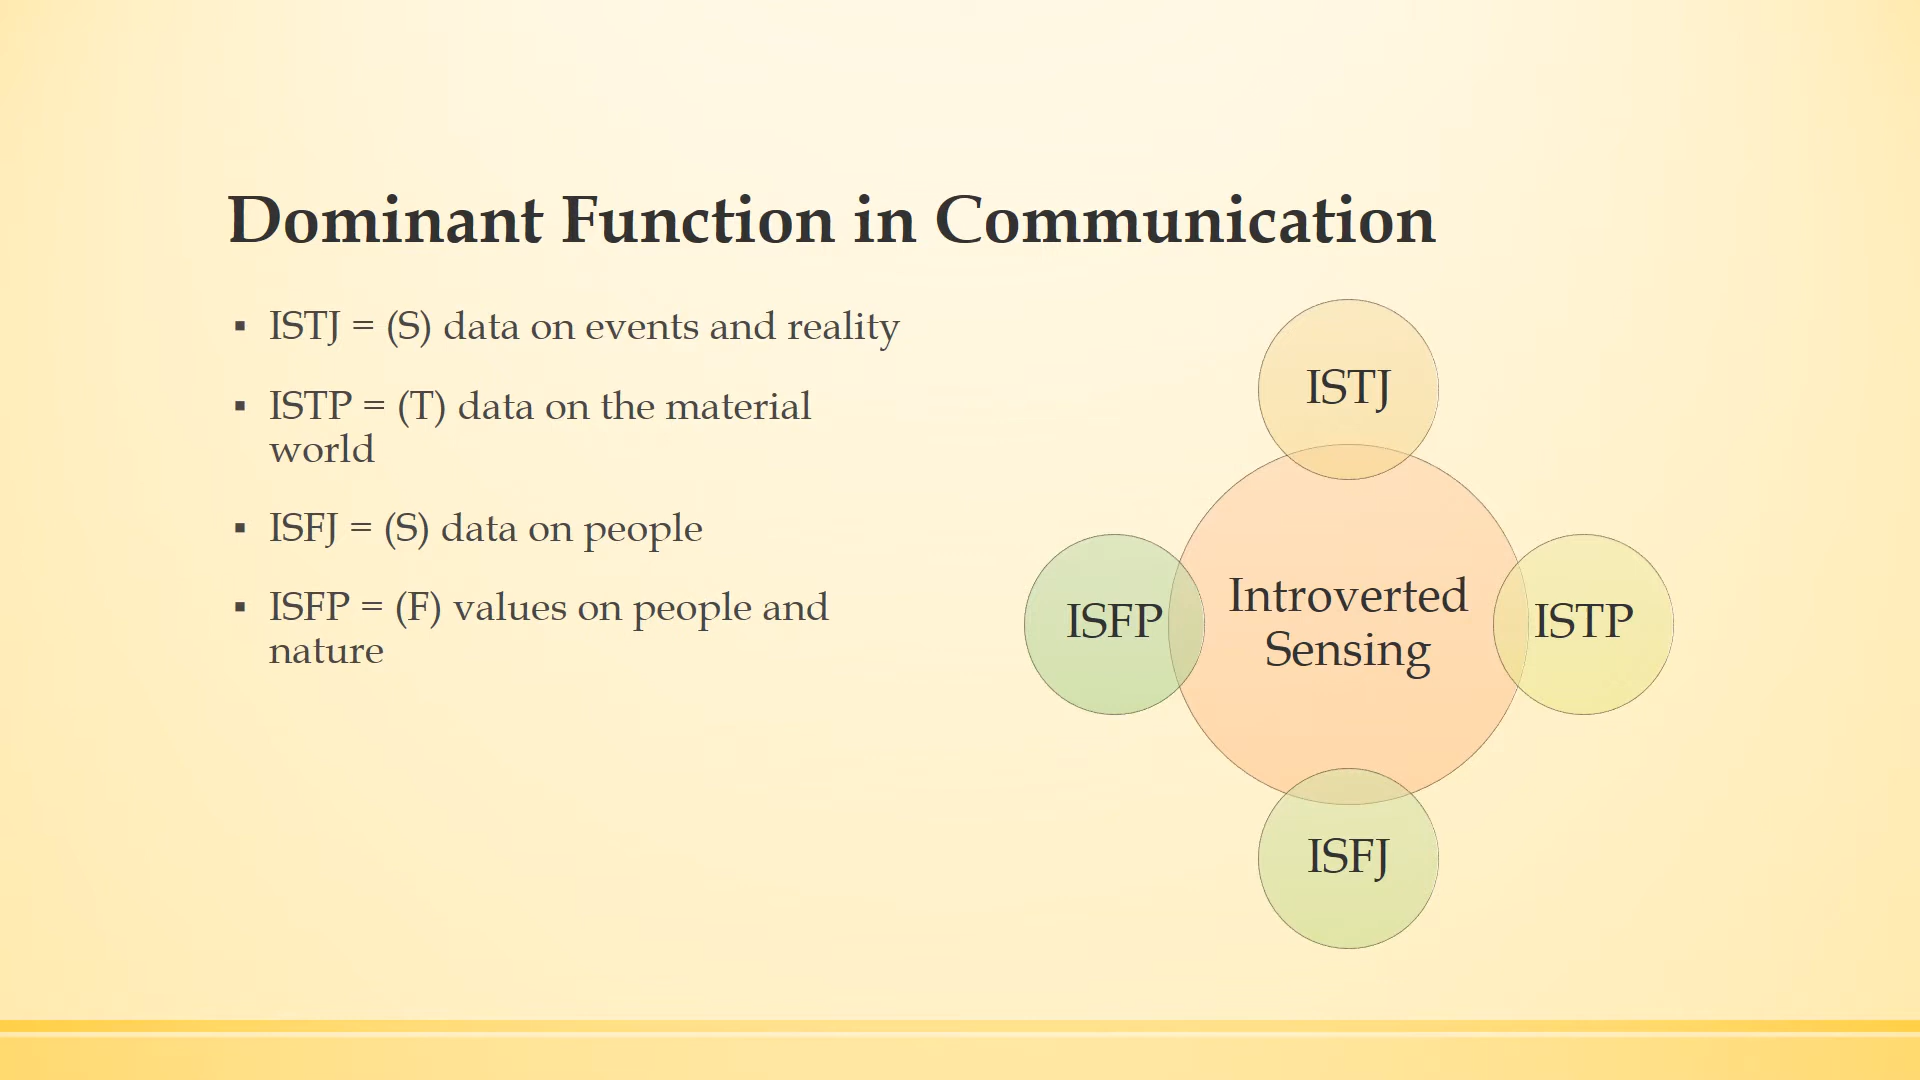 Dominant Function in Communication
▪ ISTJ = (S) data on events and reality
▪ ISTP = (T) data on the material
world
▪ ISFJ = (S) data on people
▪ ISFP = (F) values on people and
nature
ISTJ
ISFP
Introverted
Sensing
ISTP
ISFJ